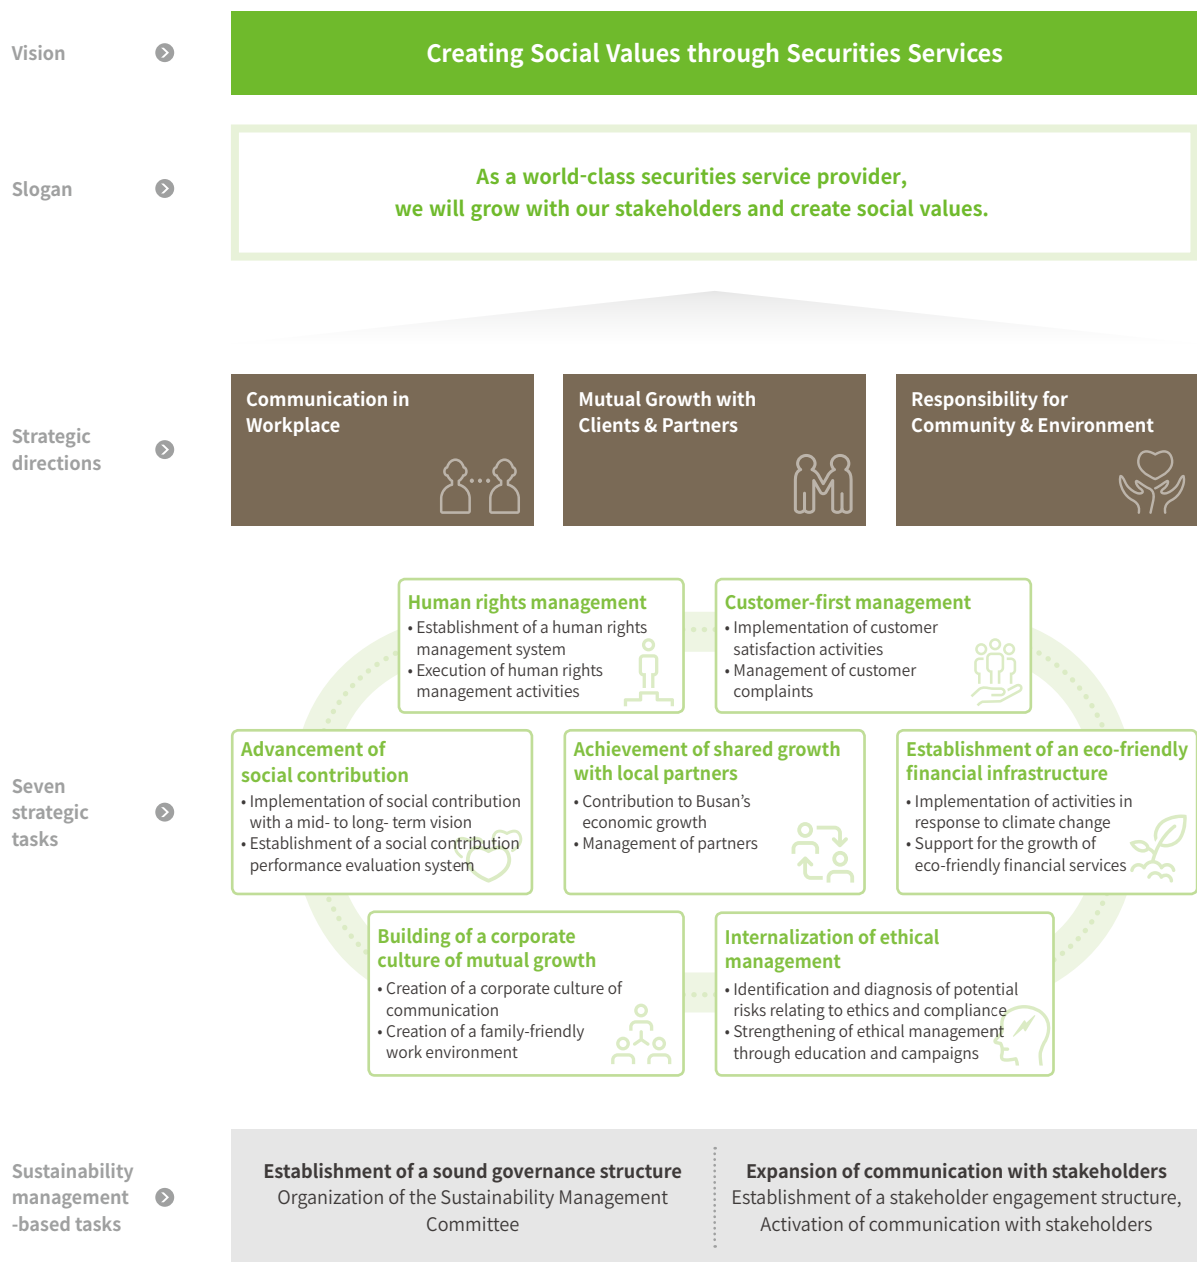 Vision
Creating Social Values through Securities Services
Slogan
As a world-class securities service provider,
we will grow with our stakeholders and create social values.
Strategic
directions
Communication in
Workplace
Mutual Growth with
Clients & Partners
Responsibility for
Community & Environment
Seven
strategic
tasks
Human rights management
• Establishment of a human rights
management system
• Execution of human rights
management activities
Customer-first management
• Implementation of customer
satisfaction activities
• Management of customer
complaints
Advancement of
social contribution
• Implementation of social contribution
with a mid- to long- term vision
• Establishment of a social contribution
performance evaluation system
Achievement of shared growth
with local partners
• Contribution to Busan’s
economic growth
• Management of partners
Establishment of an eco-friendly
financial infrastructure
• Implementation of activities in
response to climate change
• Support for the growth of
eco-friendly financial services
Building of a corporate
culture of mutual growth
• Creation of a corporate culture of
communication
• Creation of a family-friendly
work environment
Internalization of ethical
management
• Identification and diagnosis of potential
risks relating to ethics and compliance
• Strengthening of ethical management
through education and campaigns
Sustainability
management
-based tasks
Establishment of a sound governance structure
Organization of the Sustainability Management
Committee
Expansion of communication with stakeholders
Establishment of a stakeholder engagement structure,
Activation of communication with stakeholders